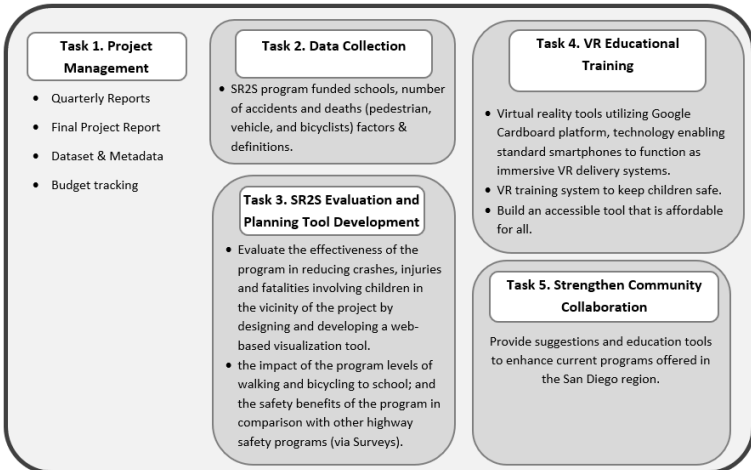 Task 1. Project
Management
• Quarterly Reports
• Final Project Report
• Dataset & Metadata
• Budget tracking
Task 2. Data Collection
• SR2S program funded schools, number
of accidents and deaths (pedestrian,
vehicle, and bicyclists) factors &
definitions.
Task 3. SR2S Evaluation and
Planning Tool Development
• Evaluate the effectiveness of the
program in reducing crashes, injuries
and fatalities involving children in
the vicinity of the project by
designing and developing a web-
based visualization tool.
• the impact of the program levels of
walking and bicycling to school; and
the safety benefits of the program in
comparison with other highway
safety programs (via Surveys).
Task 4. VR Educational
Training
• Virtual reality tools utilizing Google
Cardboard platform, technology enabling
standard smartphones to function as
immersive VR delivery systems.
• VR training system to keep children safe.
• Build an accessible tool that is affordable
for all.
Task 5. Strengthen Community
Collaboration
Provide suggestions and education tools
to enhance current programs offered in
the San Diego region.